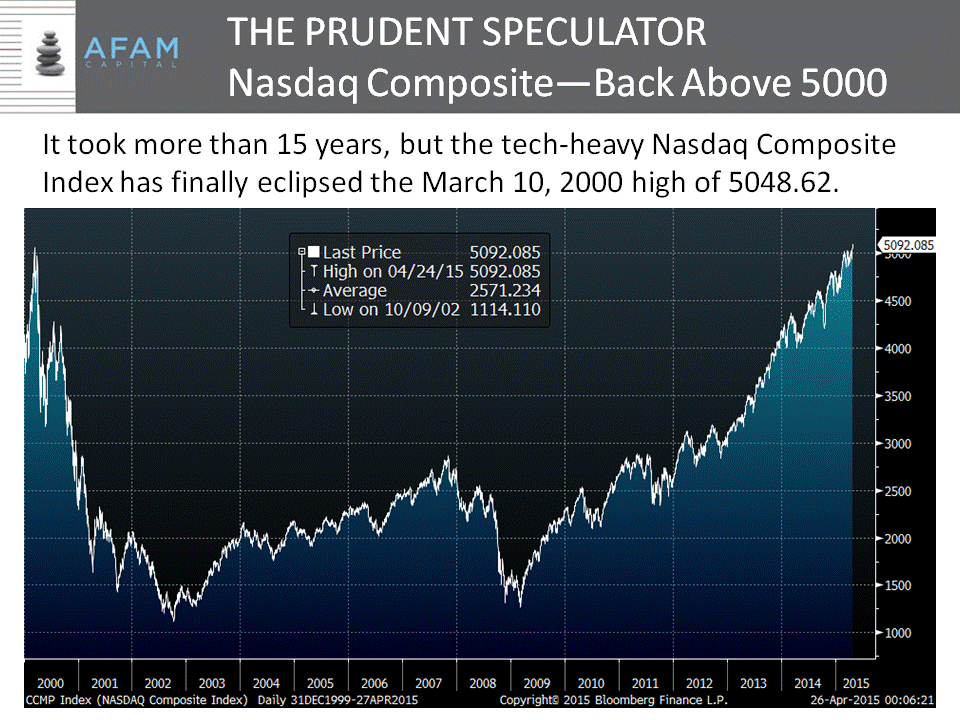 AFAM
CAPITAL
THE PRUDENT SPECULATOR
Nasdaq Composite—Back Above 5000
It took more than 15 years, but the tech-heavy Nasdaq Composite
Index has finally eclipsed the March 10, 2000 high of 5048.62.
Last Price 5092.085
High on 04/24/15 5092.085
Average 2571.234
Low on 10/09/02 1114.110
5092.085
5000
4500
4000
3500
3000
2500
2000
1500
1000
2000 2001 2002 2003 2004 2005 2006 2007 2008 2009 2010 2011 2012 2013 2014 2015
CCMP Index (NASDAQ Composite Index) Daily 31DEC1999-27APR2015 Copyright© 2015 Bloomberg Finance L.P. 26-Apr-2015 00:06:21